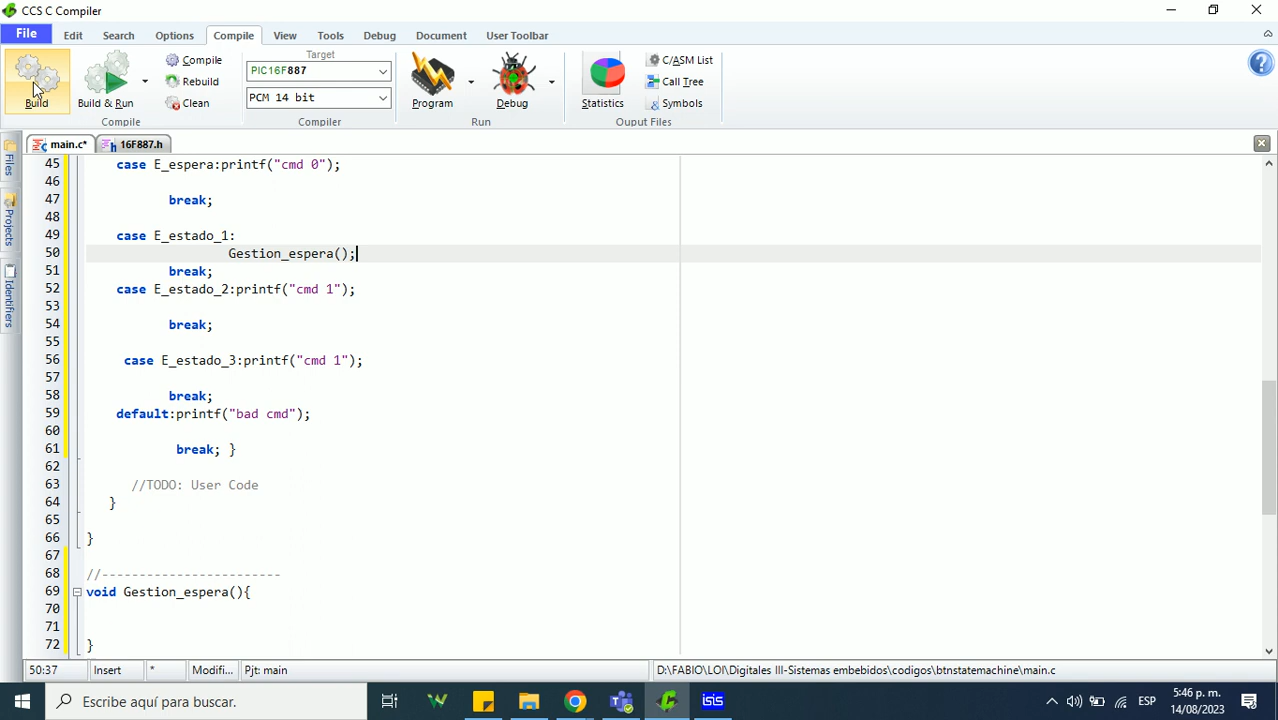 CCS C Compiler
File Edit Search Options Compile View Tools Debug Document User Toolbar
Build
Build & Run
Compile
Rebuild
Clean
Compile
Target
PIC16F887
PCM 14 bit
Compiler
Program
Debug
Run
Statistics
C/ASM List
Call Tree
Symbols
Ouput Files
main.c* 16F887.h
Files
Projects
Identifiers
45 case E_espera:printf("cmd 0");
46
47 break;
48
49 case E_estado_1:
50 Gestion_espera();
51 break;
52 case E_estado_2:printf("cmd 1");
53
54 break;
55
56 case E_estado_3:printf("cmd 1");
57
58 break;
59 default:printf("bad cmd");
60
61 break; }
62
63 //TODO: User Code
64 }
65
66 }
67
68 //------------------------
69 void Gestion_espera(){
70
71
72 }
50:37 Insert * Modifi... Pjt: main D:\FABIO\LOI\Digitales III-Sistemas embebidos\codigos\btnstatemachine\main.c
Escribe aquí para buscar.
isis
ESP
5:46 p. m.
14/08/2023